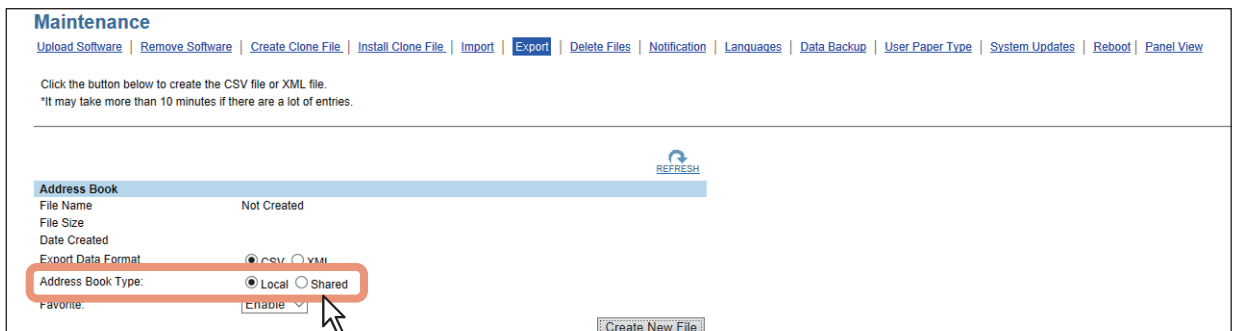 Maintenance
Upload Software | Remove Software | Create Clone File | Install Clone File | Import | Export | Delete Files | Notification | Languages | Data Backup | User Paper Type | System Updates | Reboot | Panel View
Click the button below to create the CSV file or XML file.
*It may take more than 10 minutes if there are a lot of entries.
REFRESH
Address Book
File Name Not Created
File Size
Date Created
Export Data Format CSV XML
Address Book Type: Local Shared
Favorite: Enable
Create New File